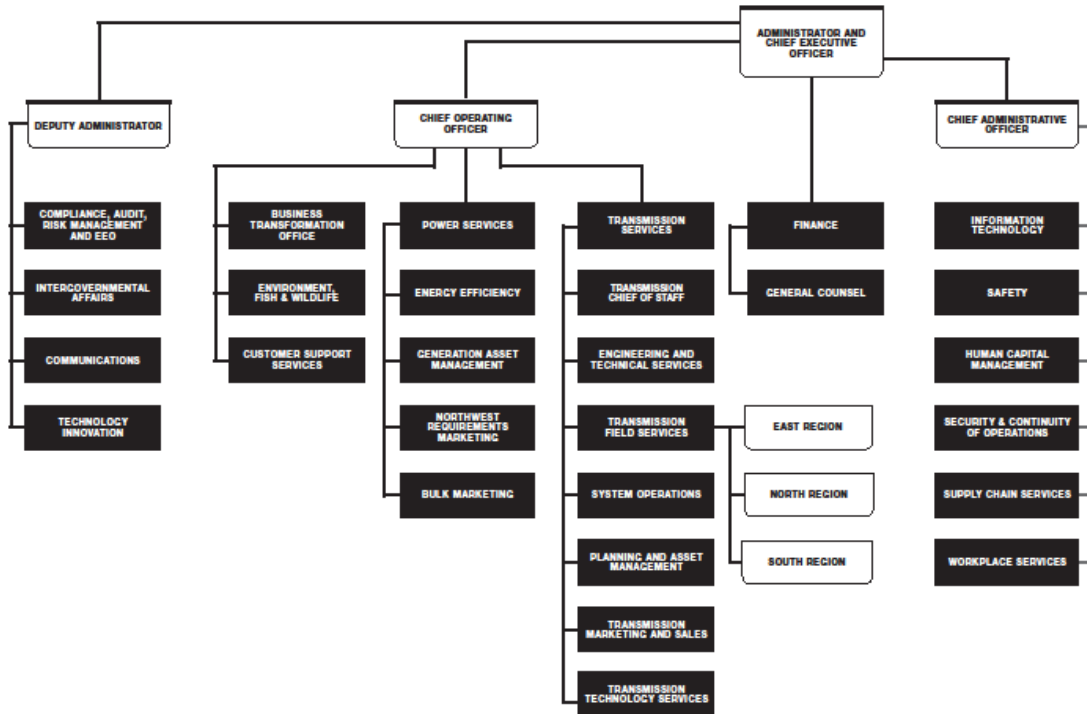 ADMINISTRATOR AND
CHIEF EXECUTIVE
OFFICER
DEPUTY ADMINISTRATOR
CHIEF OPERATING
OFFICER
CHIEF ADMINISTRATIVE
OFFICER
COMPLIANCE, AUDIT,
RISK MANAGEMENT
AND EEO
INTERGOVERNMENTAL
AFFAIRS
COMMUNICATIONS
TECHNOLOGY
INNOVATION
BUSINESS
TRANSFORMATION
OFFICE
ENVIRONMENT,
FISH & WILDLIFE
CUSTOMER SUPPORT
SERVICES
POWER SERVICES
ENERGY EFFICIENCY
GENERATION ASSET
MANAGEMENT
NORTHWEST
REQUIREMENTS
MARKETING
BULK MARKETING
TRANSMISSION
SERVICES
TRANSMISSION
CHIEF OF STAFF
ENGINEERING AND
TECHNICAL SERVICES
TRANSMISSION
FIELD SERVICES
SYSTEM OPERATIONS
PLANNING AND ASSET
MANAGEMENT
TRANSMISSION
MARKETING AND SALES
TRANSMISSION
TECHNOLOGY SERVICES
FINANCE
GENERAL COUNSEL
EAST REGION
NORTH REGION
SOUTH REGION
INFORMATION
TECHNOLOGY
SAFETY
HUMAN CAPITAL
MANAGEMENT
SECURITY & CONTINUITY
OF OPERATIONS
SUPPLY CHAIN SERVICES
WORKPLACE SERVICES